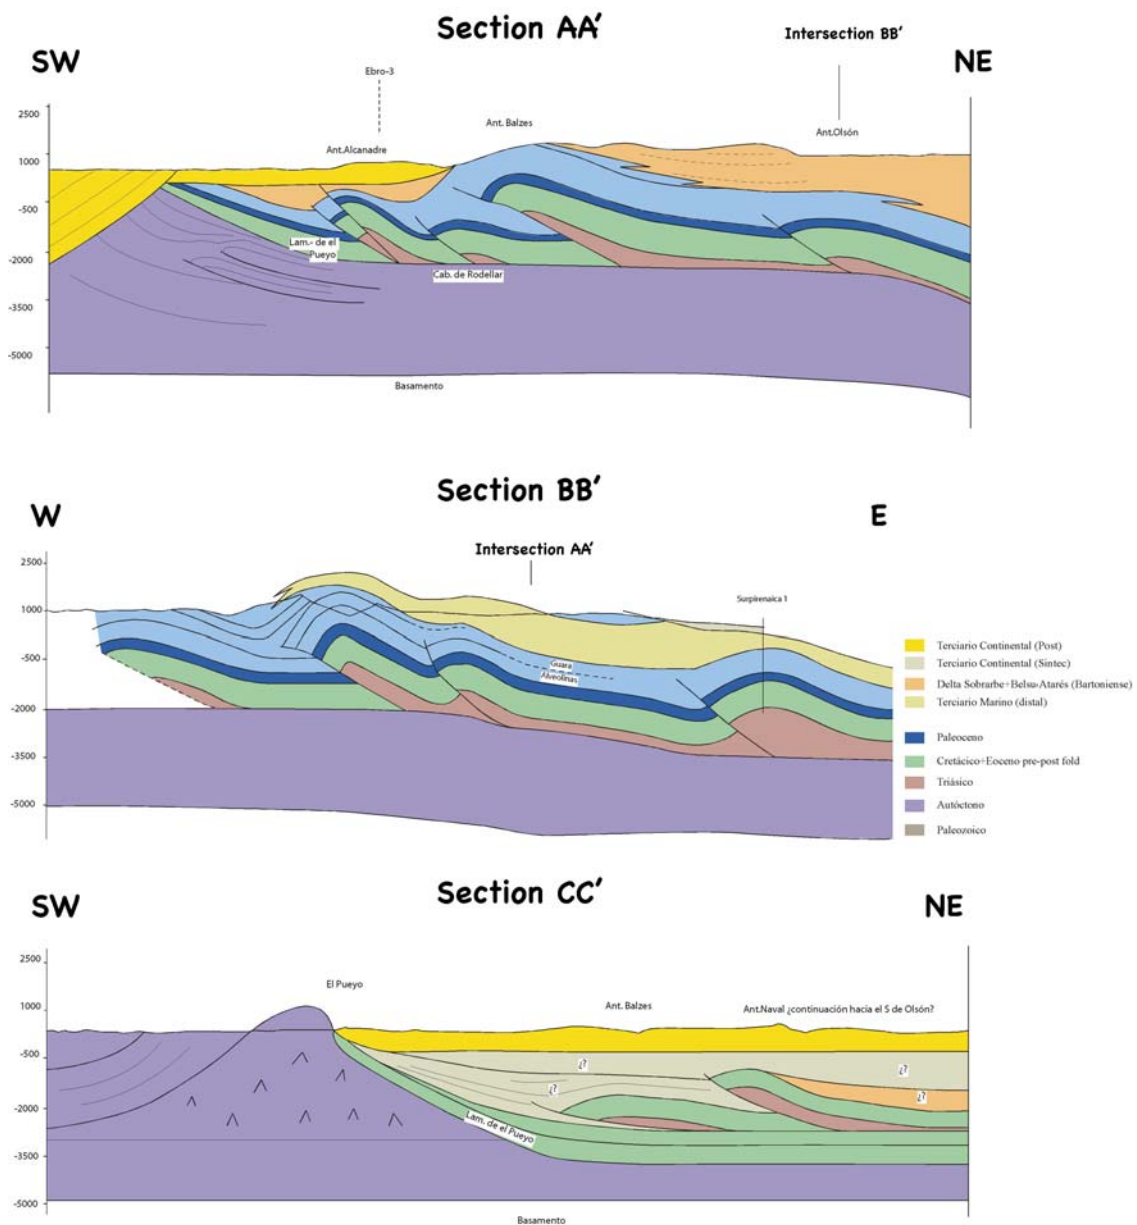 Section AA′
Intersection BB′
SW
NE
Ebro-3
2500
Ant. Balzes
Ant.Olsón
Ant.Alcanadre
1000
-500
Lam.- de el
Pueyo
-2000
Cab. de Rodellar
-3500
-5000
Basamento
Section BB′
W
E
Intersection AA′
2500
Surpirenaica 1
1000
-500
Guara
Alveolinas
-2000
-3500
-5000
Terciario Continental (Post)
Terciario Continental (Sintec)
Delta Sobrarbe+Belsu-Atarés (Bartoniense)
Terciario Marino (distal)
Paleoceno
Cretácico+Eoceno pre-post fold
Triásico
Autóctono
Paleozoico
Section CC′
SW
NE
2500
El Pueyo
1000
Ant. Balzes
Ant.Naval ¿continuación hacía el S de Olsón?
-500
¿?
¿?
¿?
¿?
-2000
Lam. de el Pueyo
-3500
-5000
Basamento